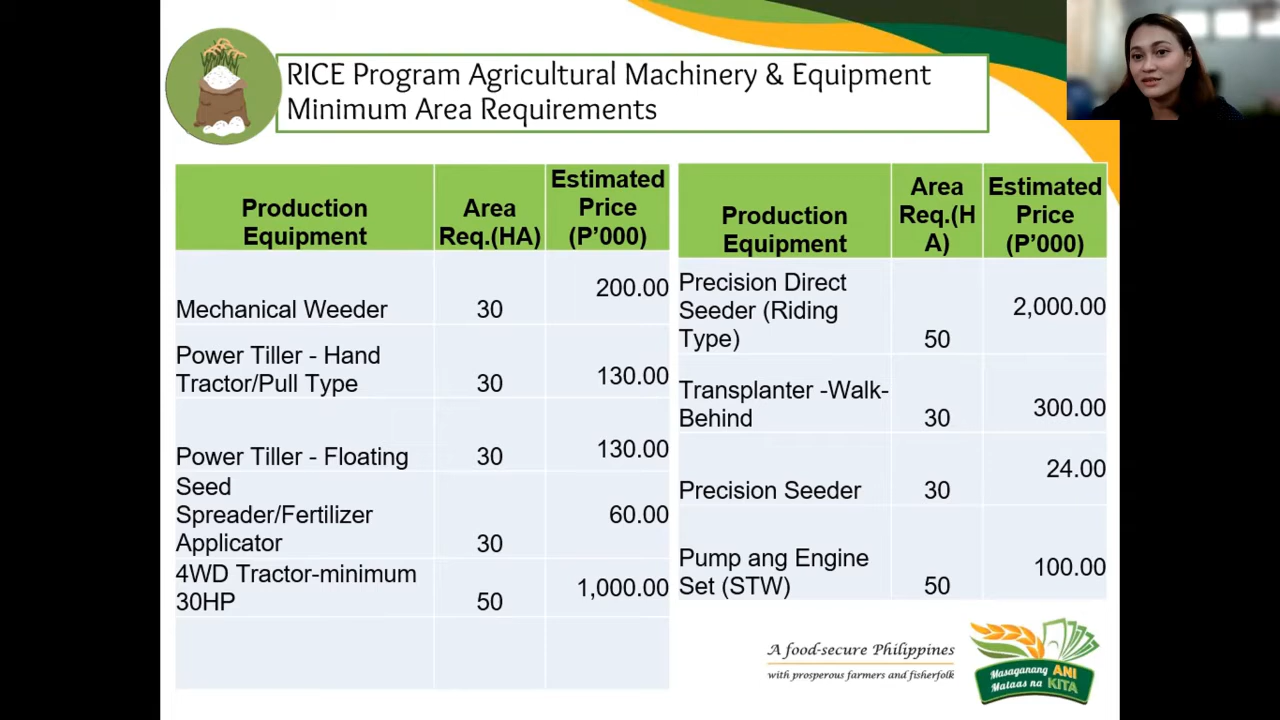 RICE Program Agricultural Machinery & Equipment
Minimum Area Requirements
Production
Equipment
Area
Req.(HA)
Estimated
Price
(P’000)
Mechanical Weeder
30
200.00
Power Tiller - Hand
Tractor/Pull Type
30
130.00
Power Tiller - Floating
30
130.00
Seed
Spreader/Fertilizer
Applicator
30
60.00
4WD Tractor-minimum
30HP
50
1,000.00
Production
Equipment
Area
Req.(H
A)
Estimated
Price
(P’000)
Precision Direct
Seeder (Riding
Type)
50
2,000.00
Transplanter -Walk-
Behind
30
300.00
Precision Seeder
30
24.00
Pump ang Engine
Set (STW)
50
100.00
A food-secure Philippines
with prosperous farmers and fisherfolk
Masaganang ANI
Mataas na KITA